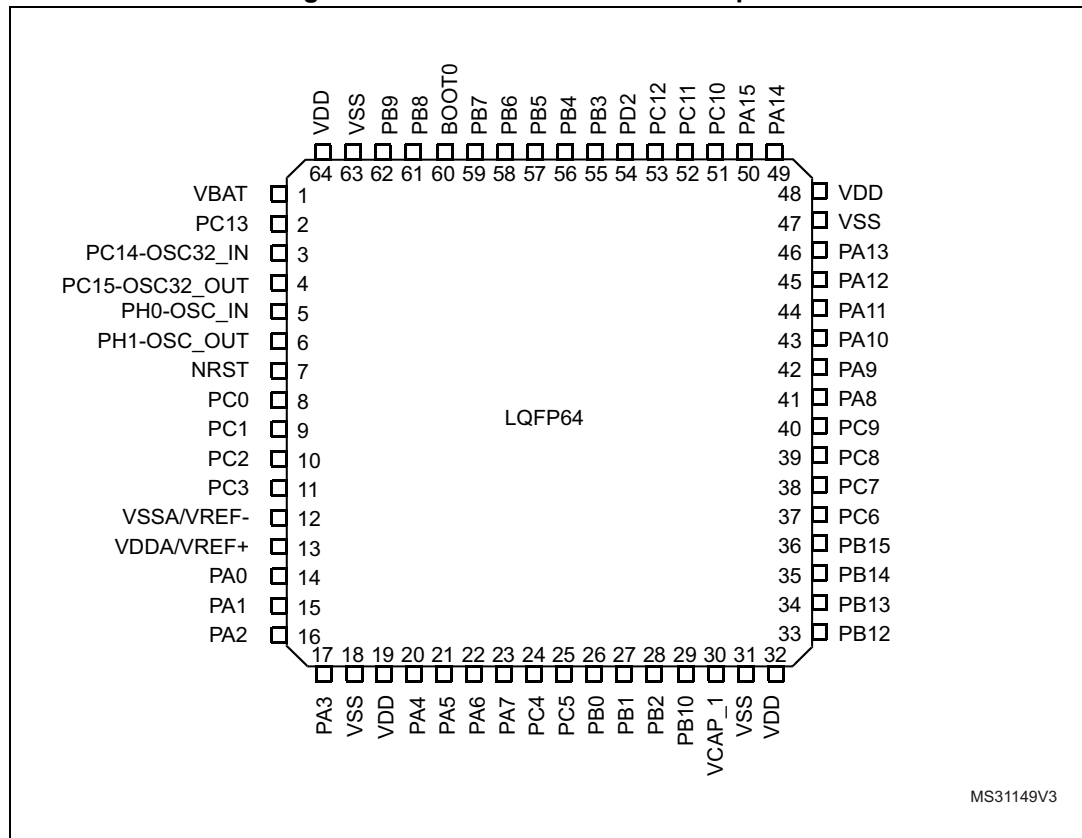 VDD
VSS
PB9
PB8
BOOT0
PB7
PB6
PB5
PB4
PB3
PD2
PC12
PC11
PC10
PA15
PA14
64 63 62 61 60 59 58 57 56 55 54 53 52 51 50 49
VBAT 1
PC13 2
PC14-OSC32_IN 3
PC15-OSC32_OUT 4
PH0-OSC_IN 5
PH1-OSC_OUT 6
NRST 7
PC0 8
PC1 9
PC2 10
PC3 11
VSSA/VREF- 12
VDDA/VREF+ 13
PA0 14
PA1 15
PA2 16
LQFP64
48 VDD
47 VSS
46 PA13
45 PA12
44 PA11
43 PA10
42 PA9
41 PA8
40 PC9
39 PC8
38 PC7
37 PC6
36 PB15
35 PB14
34 PB13
33 PB12
17 18 19 20 21 22 23 24 25 26 27 28 29 30 31 32
PA3
VSS
VDD
PA4
PA5
PA6
PA7
PC4
PC5
PB0
PB1
PB2
PB10
VCAP_1
VSS
VDD
MS31149V3